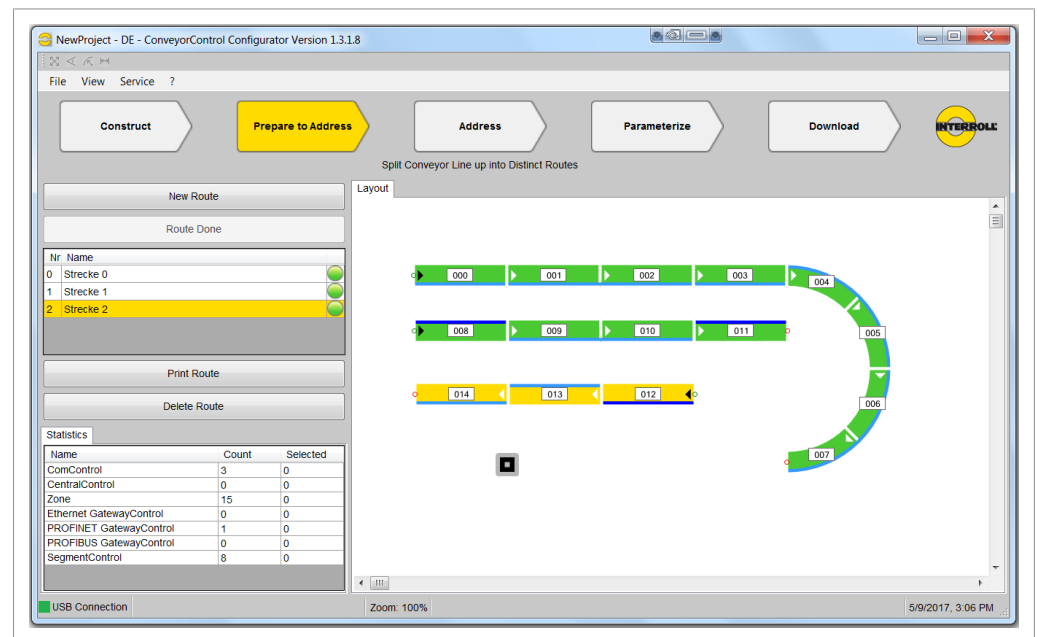 NewProject - DE - ConveyorControl Configurator Version 1.3.1.8
File View Service ?
Construct Prepare to Address Address Parameterize Download INTERROLL
Split Conveyor Line up into Distinct Routes
New Route
Route Done
Nr Name
0 Strecke 0
1 Strecke 1
2 Strecke 2
Print Route
Delete Route
Statistics
Name Count Selected
ComControl 3 0
CentralControl 0 0
Zone 15 0
Ethernet GatewayControl 0 0
PROFINET GatewayControl 1 0
PROFIBUS GatewayControl 0 0
SegmentControl 8 0
Layout
000 001 002 003 004
008 009 010 011 005
014 013 012 006
007
USB Connection Zoom: 100% 5/9/2017, 3:06 PM